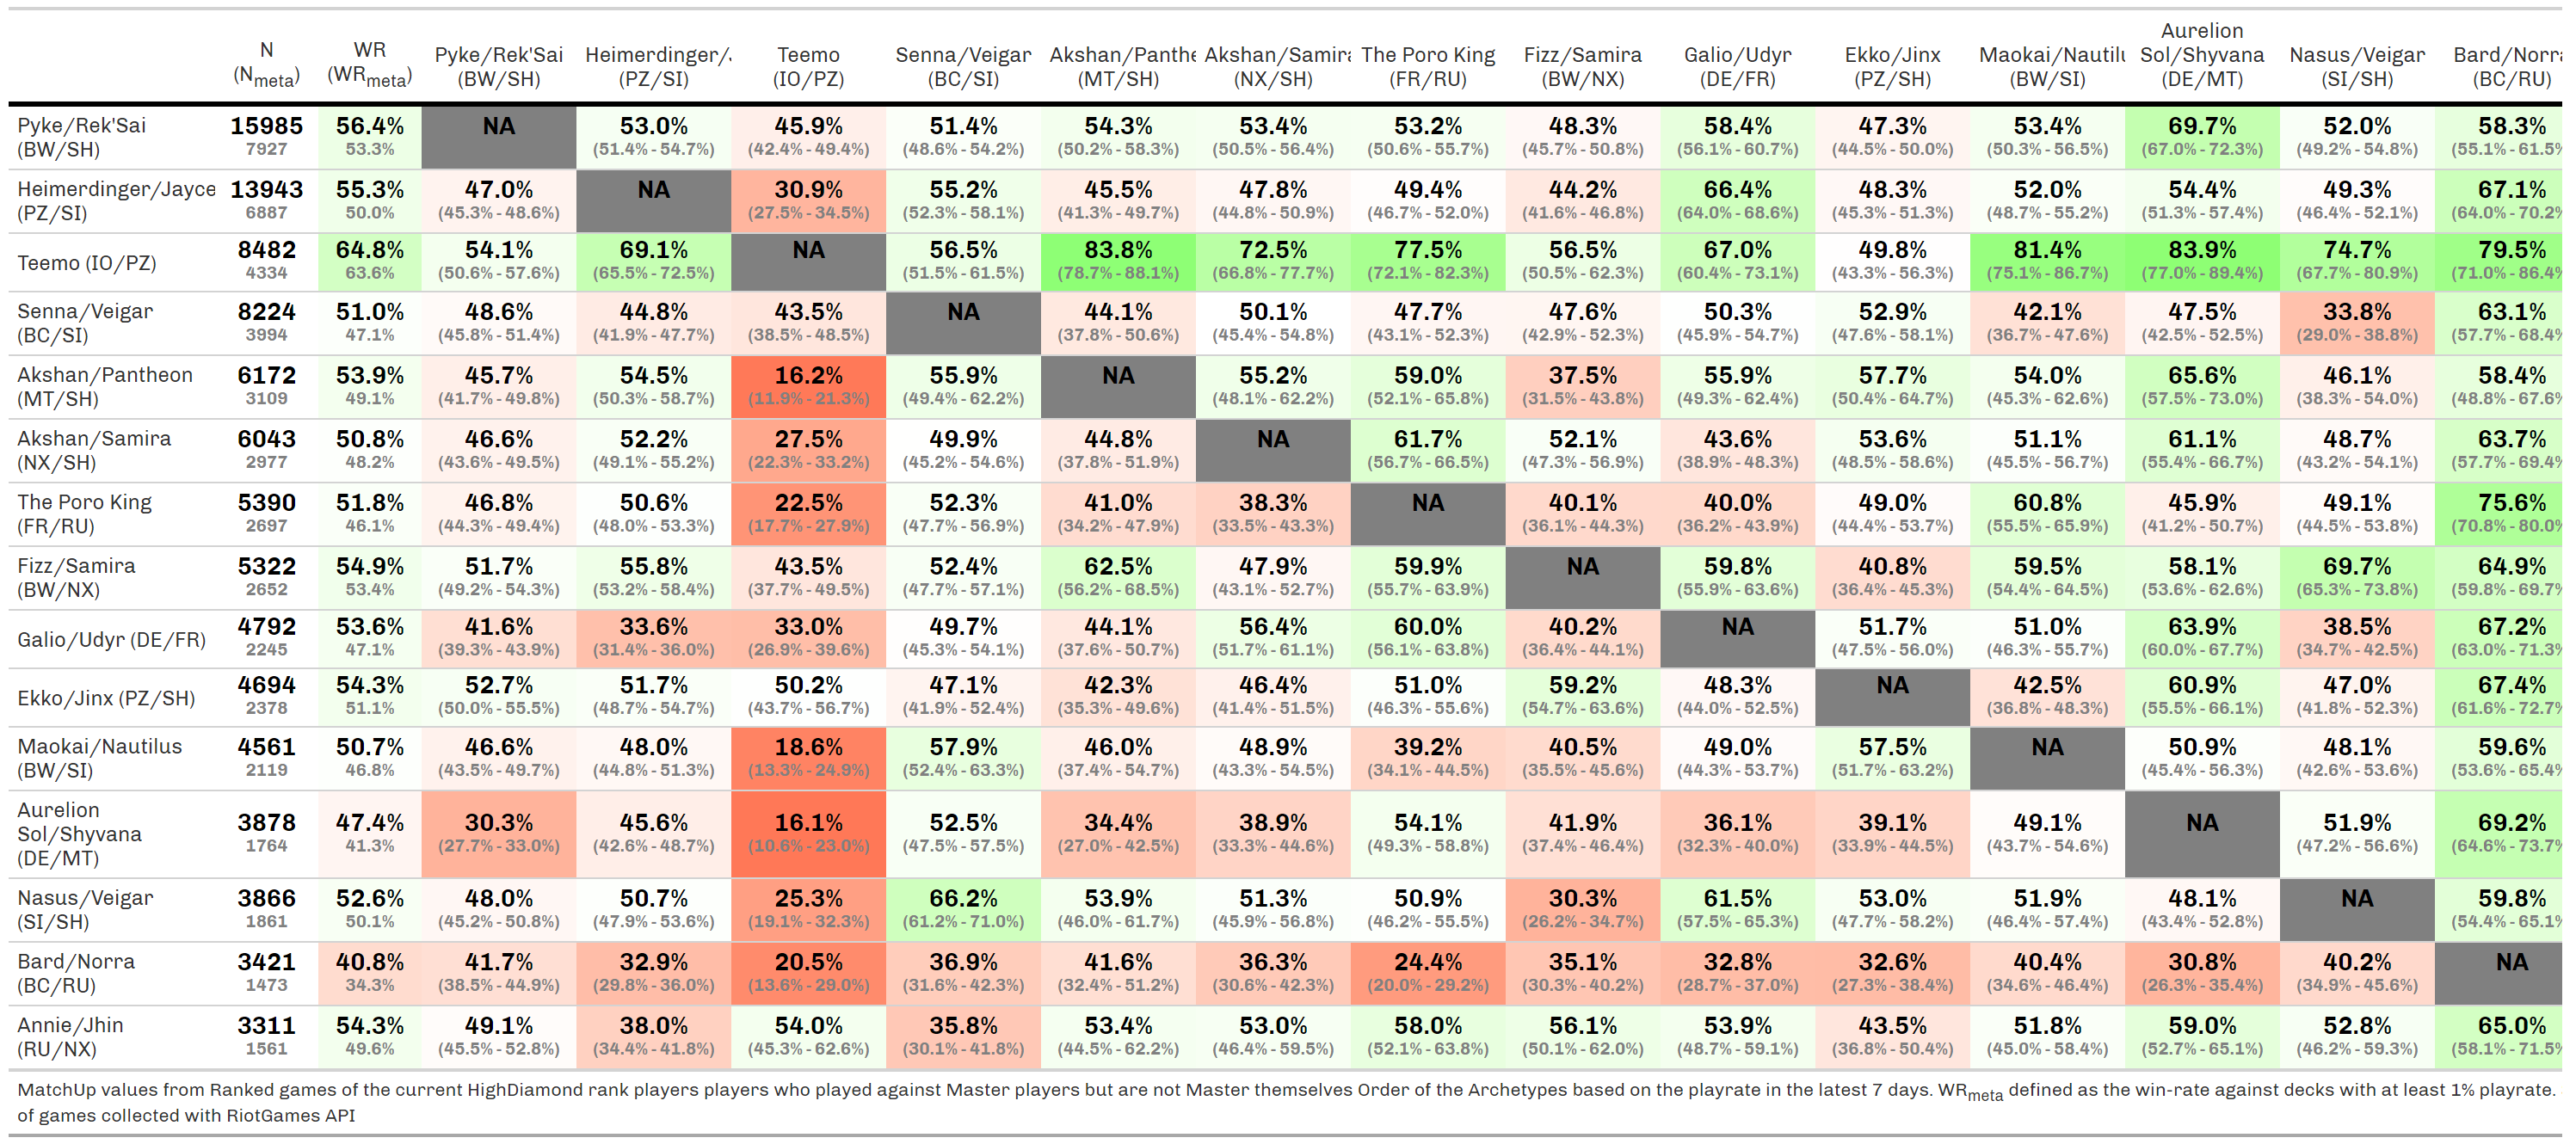 N WR Pyke/Rek'Sai Heimerdinger/ Teemo Senna/Veigar Akshan/Panthe Akshan/Samira The Poro King Fizz/Samira Galio/Udyr Ekko/Jinx Maokai/Nautilu Aurelion Sol/Shyvana Nasus/Veigar Bard/Norra
(Nmeta) (WRmeta) (BW/SH) (PZ/SI) (IO/PZ) (BC/SI) (MT/SH) (NX/SH) (FR/RU) (BW/NX) (DE/FR) (PZ/SH) (BW/SI) (DE/MT) (SI/SH) (BC/RU)
Pyke/Rek'Sai 15985 56.4% NA 53.0% 45.9% 51.4% 54.3% 53.4% 53.2% 48.3% 58.4% 47.3% 53.4% 69.7% 52.0% 58.3%
(BW/SH) 7927 53.3% (51.4% - 54.7%) (42.4% - 49.4%) (48.6% - 54.2%) (50.2% - 58.3%) (50.5% - 56.4%) (50.6% - 55.7%) (45.7% - 50.8%) (56.1% - 60.7%) (44.5% - 50.0%) (50.3% - 56.5%) (67.0% - 72.3%) (49.2% - 54.8%) (55.1% - 61.5%
Heimerdinger/Jayce 13943 55.3% 47.0% NA 30.9% 55.2% 45.5% 47.8% 49.4% 44.2% 66.4% 48.3% 52.0% 54.4% 49.3% 67.1%
(PZ/SI) 6887 50.0% (45.3% - 48.6%) (27.5% - 34.5%) (52.3% - 58.1%) (41.3% - 49.7%) (44.8% - 50.9%) (46.7% - 52.0%) (41.6% - 46.8%) (64.0% - 68.6%) (45.3% - 51.3%) (48.7% - 55.2%) (51.3% - 57.4%) (46.4% - 52.1%) (64.0% - 70.2%
Teemo (IO/PZ) 8482 64.8% 54.1% 69.1% NA 56.5% 83.8% 72.5% 77.5% 56.5% 67.0% 49.8% 81.4% 83.9% 74.7% 79.5%
4334 63.6% (50.6% - 57.6%) (65.5% - 72.5%) (51.5% - 61.5%) (78.7% - 88.1%) (66.8% - 77.7%) (72.1% - 82.3%) (50.5% - 62.3%) (60.4% - 73.1%) (43.3% - 56.3%) (75.1% - 86.7%) (77.0% - 89.4%) (67.7% - 80.9%) (71.0% - 86.4%
Senna/Veigar 8224 51.0% 48.6% 44.8% 43.5% NA 44.1% 50.1% 47.7% 47.6% 50.3% 52.9% 42.1% 47.5% 33.8% 63.1%
(BC/SI) 3994 47.1% (45.8% - 51.4%) (41.9% - 47.7%) (38.5% - 48.5%) (37.8% - 50.6%) (45.4% - 54.8%) (43.1% - 52.3%) (42.9% - 52.3%) (45.9% - 54.7%) (47.6% - 58.1%) (36.7% - 47.6%) (42.5% - 52.5%) (29.0% - 38.8%) (57.7% - 68.4%
Akshan/Pantheon 6172 53.9% 45.7% 54.5% 16.2% 55.9% NA 55.2% 59.0% 37.5% 55.9% 57.7% 54.0% 65.6% 46.1% 58.4%
(MT/SH) 3109 49.1% (41.7% - 49.8%) (50.3% - 58.7%) (11.9% - 21.3%) (49.4% - 62.2%) (48.1% - 62.2%) (52.1% - 65.8%) (31.5% - 43.8%) (49.3% - 62.4%) (50.4% - 64.7%) (45.3% - 62.6%) (57.5% - 73.0%) (38.3% - 54.0%) (48.8% - 67.6%
Akshan/Samira 6043 50.8% 46.6% 52.2% 27.5% 49.9% 44.8% NA 61.7% 52.1% 43.6% 53.6% 51.1% 61.1% 48.7% 63.7%
(NX/SH) 2977 48.2% (43.6% - 49.5%) (49.1% - 55.2%) (22.3% - 33.2%) (45.2% - 54.6%) (37.8% - 51.9%) (56.7% - 66.5%) (47.3% - 56.9%) (38.9% - 48.3%) (48.5% - 58.6%) (45.5% - 56.7%) (55.4% - 66.7%) (43.2% - 54.1%) (57.7% - 69.4%
The Poro King 5390 51.8% 46.8% 50.6% 22.5% 52.3% 41.0% 38.3% NA 40.1% 40.0% 49.0% 60.8% 45.9% 49.1% 75.6%
(FR/RU) 2697 46.1% (44.3% - 49.4%) (48.0% - 53.3%) (17.7% - 27.9%) (47.7% - 56.9%) (34.2% - 47.9%) (33.5% - 43.3%) (36.1% - 44.3%) (36.2% - 43.9%) (44.4% - 53.7%) (55.5% - 65.9%) (41.2% - 50.7%) (44.5% - 53.8%) (70.8% - 80.0%
Fizz/Samira 5322 54.9% 51.7% 55.8% 43.5% 52.4% 62.5% 47.9% 59.9% NA 59.8% 40.8% 59.5% 58.1% 69.7% 64.9%
(BW/NX) 2652 53.4% (49.2% - 54.3%) (53.2% - 58.4%) (37.7% - 49.5%) (47.7% - 57.1%) (56.2% - 68.5%) (43.1% - 52.7%) (55.7% - 63.9%) (55.9% - 63.6%) (36.4% - 45.3%) (54.4% - 64.5%) (53.6% - 62.6%) (65.3% - 73.8%) (59.8% - 69.7%
Galio/Udyr (DE/FR) 4792 53.6% 41.6% 33.6% 33.0% 49.7% 44.1% 56.4% 60.0% 40.2% NA 51.7% 51.0% 63.9% 38.5% 67.2%
2245 47.1% (39.3% - 43.9%) (31.4% - 36.0%) (26.9% - 39.6%) (45.3% - 54.1%) (37.6% - 50.7%) (51.7% - 61.1%) (56.1% - 63.8%) (36.4% - 44.1%) (47.5% - 56.0%) (46.3% - 55.7%) (60.0% - 67.7%) (34.7% - 42.5%) (63.0% - 71.3%
Ekko/Jinx (PZ/SH) 4694 54.3% 52.7% 51.7% 50.2% 47.1% 42.3% 46.4% 51.0% 59.2% 48.3% NA 42.5% 60.9% 47.0% 67.4%
2378 51.1% (50.0% - 55.5%) (48.7% - 54.7%) (43.7% - 56.7%) (41.9% - 52.4%) (35.3% - 49.6%) (41.4% - 51.5%) (46.3% - 55.6%) (54.7% - 63.6%) (44.0% - 52.5%) (36.8% - 48.3%) (55.5% - 66.1%) (41.8% - 52.3%) (61.6% - 72.7%
Maokai/Nautilus 4561 50.7% 46.6% 48.0% 18.6% 57.9% 46.0% 48.9% 39.2% 40.5% 49.0% 57.5% NA 50.9% 48.1% 59.6%
(BW/SI) 2119 46.8% (43.5% - 49.7%) (44.8% - 51.3%) (13.3% - 24.9%) (52.4% - 63.3%) (37.4% - 54.7%) (43.3% - 54.5%) (34.1% - 44.5%) (35.5% - 45.6%) (44.3% - 53.7%) (51.7% - 63.2%) (45.4% - 56.3%) (42.6% - 53.6%) (53.6% - 65.4%
Aurelion
Sol/Shyvana 3878 47.4% 30.3% 45.6% 16.1% 52.5% 34.4% 38.9% 54.1% 41.9% 36.1% 39.1% 49.1% NA 51.9% 69.2%
(DE/MT) 1764 41.3% (27.7% - 33.0%) (42.6% - 48.7%) (10.6% - 23.0%) (47.5% - 57.5%) (27.0% - 42.5%) (33.3% - 44.6%) (49.3% - 58.8%) (37.4% - 46.4%) (32.3% - 40.0%) (33.9% - 44.5%) (43.7% - 54.6%) (47.2% - 56.6%) (64.6% - 73.7%
Nasus/Veigar 3866 52.6% 48.0% 50.7% 25.3% 66.2% 53.9% 51.3% 50.9% 30.3% 61.5% 53.0% 51.9% 48.1% NA 59.8%
(SI/SH) 1861 50.1% (45.2% - 50.8%) (47.9% - 53.6%) (19.1% - 32.3%) (61.2% - 71.0%) (46.0% - 61.7%) (45.9% - 56.8%) (46.2% - 55.5%) (26.2% - 34.7%) (57.5% - 65.3%) (47.7% - 58.2%) (46.4% - 57.4%) (43.4% - 52.8%) (54.4% - 65.1%
Bard/Norra 3421 40.8% 41.7% 32.9% 20.5% 36.9% 41.6% 36.3% 24.4% 35.1% 32.8% 32.6% 40.4% 30.8% 40.2% NA
(BC/RU) 1473 34.3% (38.5% - 44.9%) (29.8% - 36.0%) (13.6% - 29.0%) (31.6% - 42.3%) (32.4% - 51.2%) (30.6% - 42.3%) (20.0% - 29.2%) (30.3% - 40.2%) (28.7% - 37.0%) (27.3% - 38.4%) (34.6% - 46.4%) (26.3% - 35.4%) (34.9% - 45.6%)
Annie/Jhin 3311 54.3% 49.1% 38.0% 54.0% 35.8% 53.4% 53.0% 58.0% 56.1% 53.9% 43.5% 51.8% 59.0% 52.8% 65.0%
(RU/NX) 1561 49.6% (45.5% - 52.8%) (34.4% - 41.8%) (45.3% - 62.6%) (30.1% - 41.8%) (44.5% - 62.2%) (46.4% - 59.5%) (52.1% - 63.8%) (50.1% - 62.0%) (48.7% - 59.1%) (36.8% - 50.4%) (45.0% - 58.4%) (52.7% - 65.1%) (46.2% - 59.3%) (58.1% - 71.5%
MatchUp values from Ranked games of the current HighDiamond rank players players who played against Master players but are not Master themselves Order of the Archetypes based on the playrate in the latest 7 days. WRmeta defined as the win-rate against decks with at least 1% playrate.
of games collected with RiotGames API